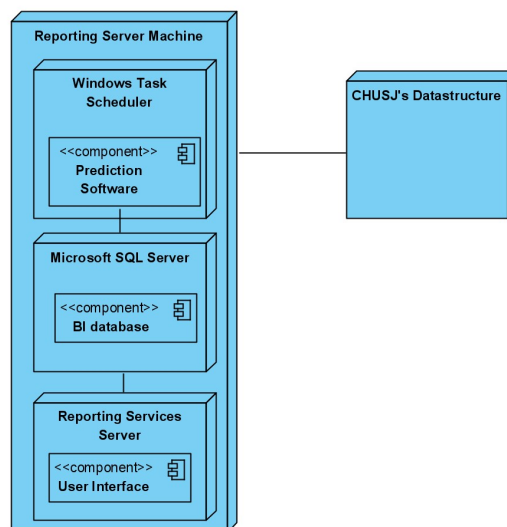 Reporting Server Machine
Windows Task
Scheduler
<<component>>
Prediction
Software
Microsoft SQL Server
<<component>>
BI database
Reporting Services
Server
<<component>>
User Interface
CHUSJ's Datastructure